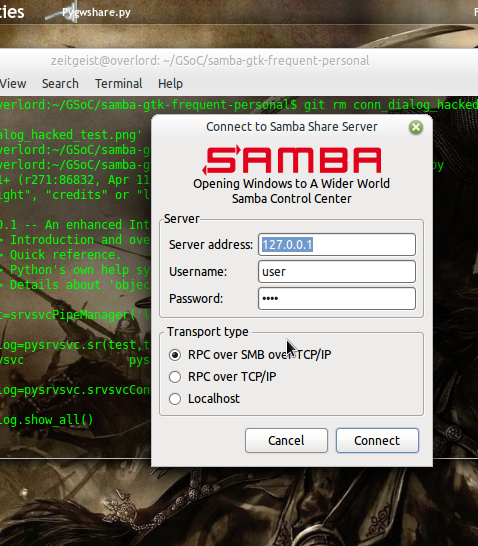 ties
Pygwshare.py
zeitgeist@overlord: ~/GSoC/samba-gtk-frequent-personal
View Search Terminal Help
verlord:~/GSoC/samba-gtk-frequent-personal$ git rm conn_dialog_hacked
alog_hacked_test.png'
verlord:~/GSoC/samba-g
verlord:~/GSoC/samba-g
py
1+ (r271:86832, Apr 11
ight", "credits" or "l
0.1 -- An enhanced Int
> Introduction and ove
> Quick reference.
> Python's own help sy
> Details about 'objec
c=srvsvcPipeManager(
log=pysrvsvc.sr(test,t
vsvc pys
log=pysrvsvc.srvsvcCon
log.show_all()
Connect to Samba Share Server
SAMBA
Opening Windows to A Wider World
Samba Control Center
Server
Server address: 127.0.0.1
Username: user
Password: ••••
Transport type
RPC over SMB over TCP/IP
RPC over TCP/IP
Localhost
Cancel Connect